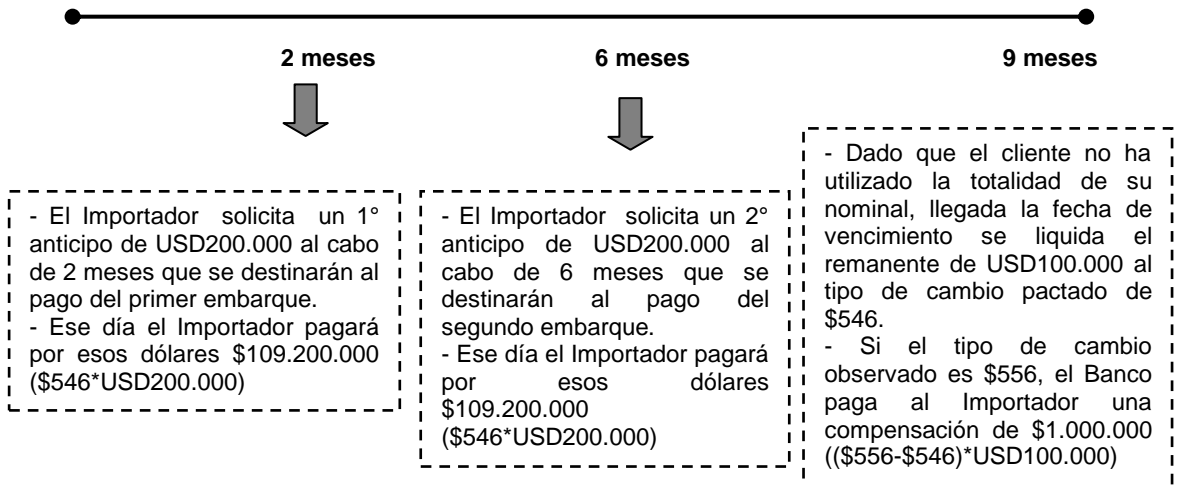 2 meses
6 meses
9 meses
- El Importador solicita un 1°
anticipo de USD200.000 al cabo
de 2 meses que se destinarán al
pago del primer embarque.
- Ese día el Importador pagará
por esos dólares $109.200.000
($546*USD200.000)
- El Importador solicita un 2°
anticipo de USD200.000 al
cabo de 6 meses que se
destinarán al pago del
segundo embarque.
- Ese día el Importador pagará
por esos dólares
$109.200.000
($546*USD200.000)
- Dado que el cliente no ha
utilizado la totalidad de su
nominal, llegada la fecha de
vencimiento se liquida el
remanente de USD100.000 al
tipo de cambio pactado de
$546.
- Si el tipo de cambio
observado es $556, el Banco
paga al Importador una
compensación de $1.000.000
(($556-$546)*USD100.000)